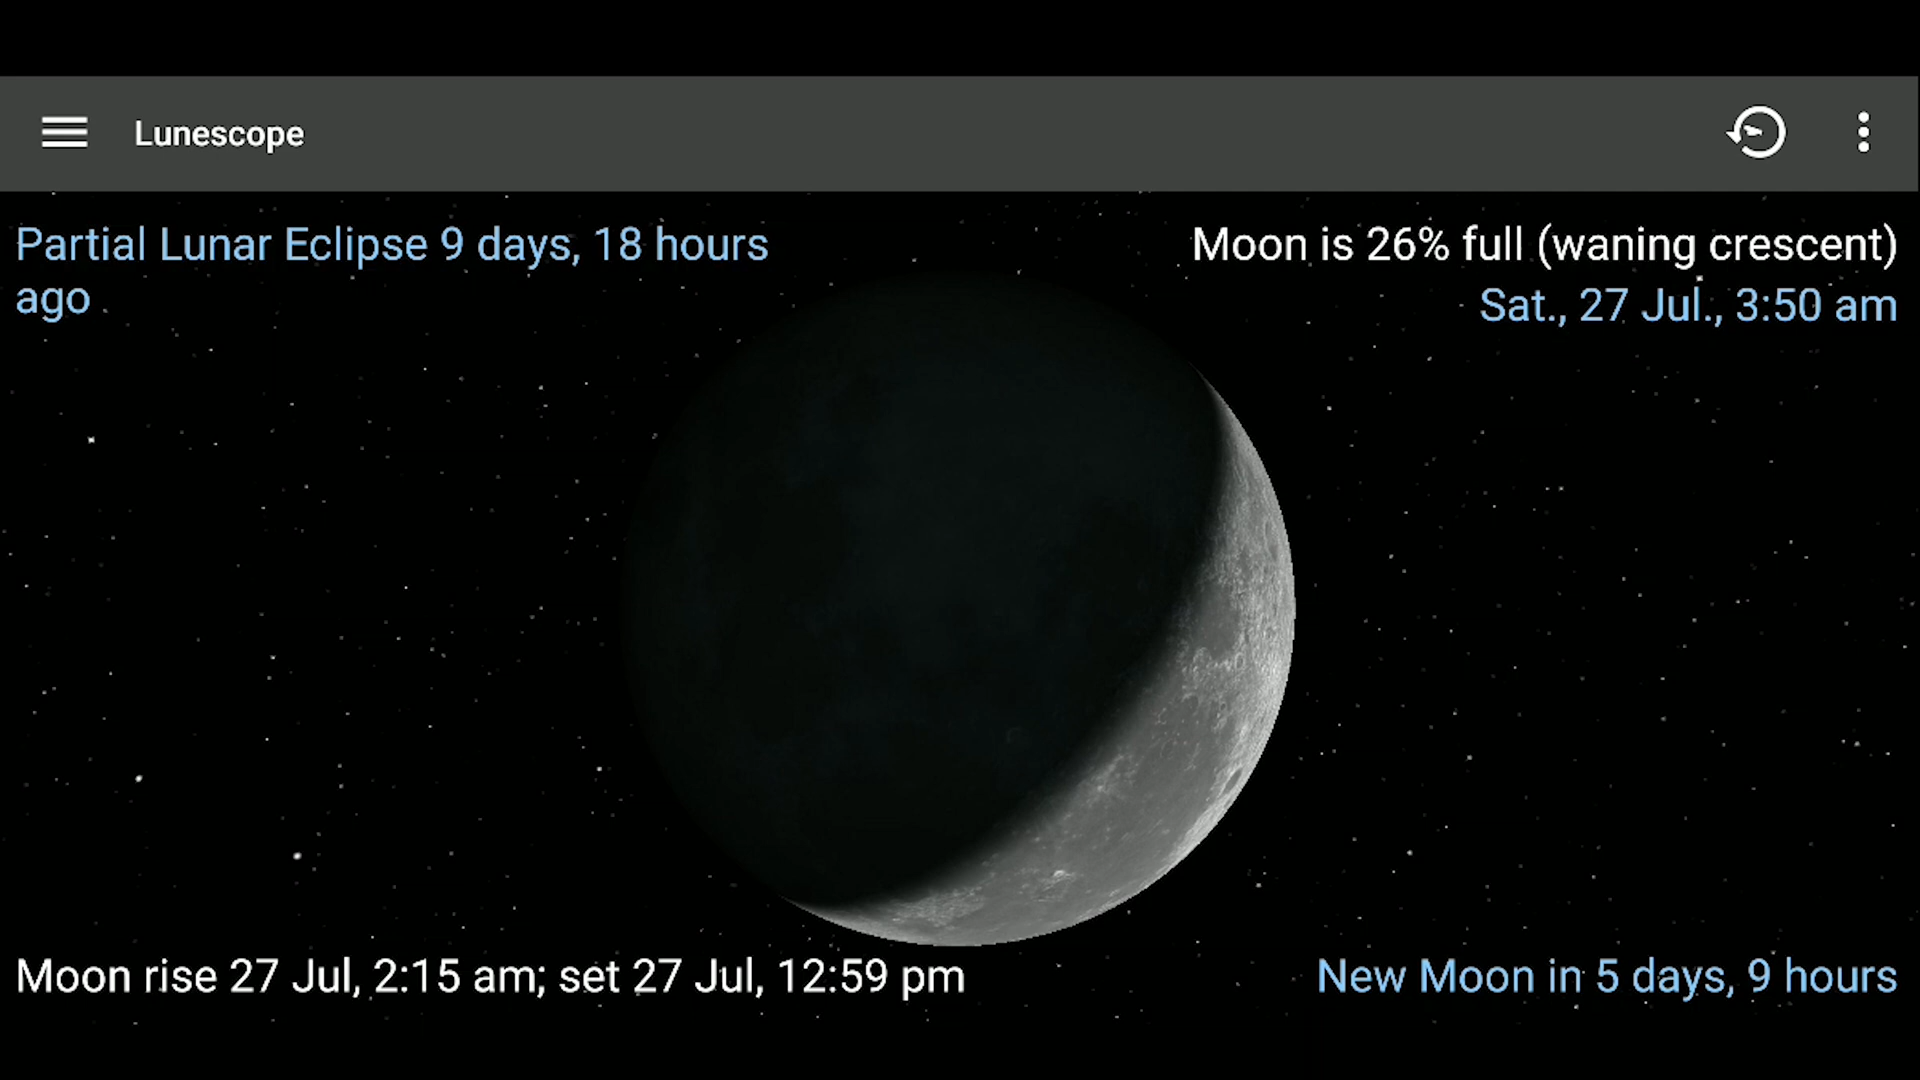 Lunescope
Partial Lunar Eclipse 9 days, 18 hours
ago
Moon is 26% full (waning crescent)
Sat., 27 Jul., 3:50 am
Moon rise 27 Jul, 2:15 am; set 27 Jul, 12:59 pm
New Moon in 5 days, 9 hours